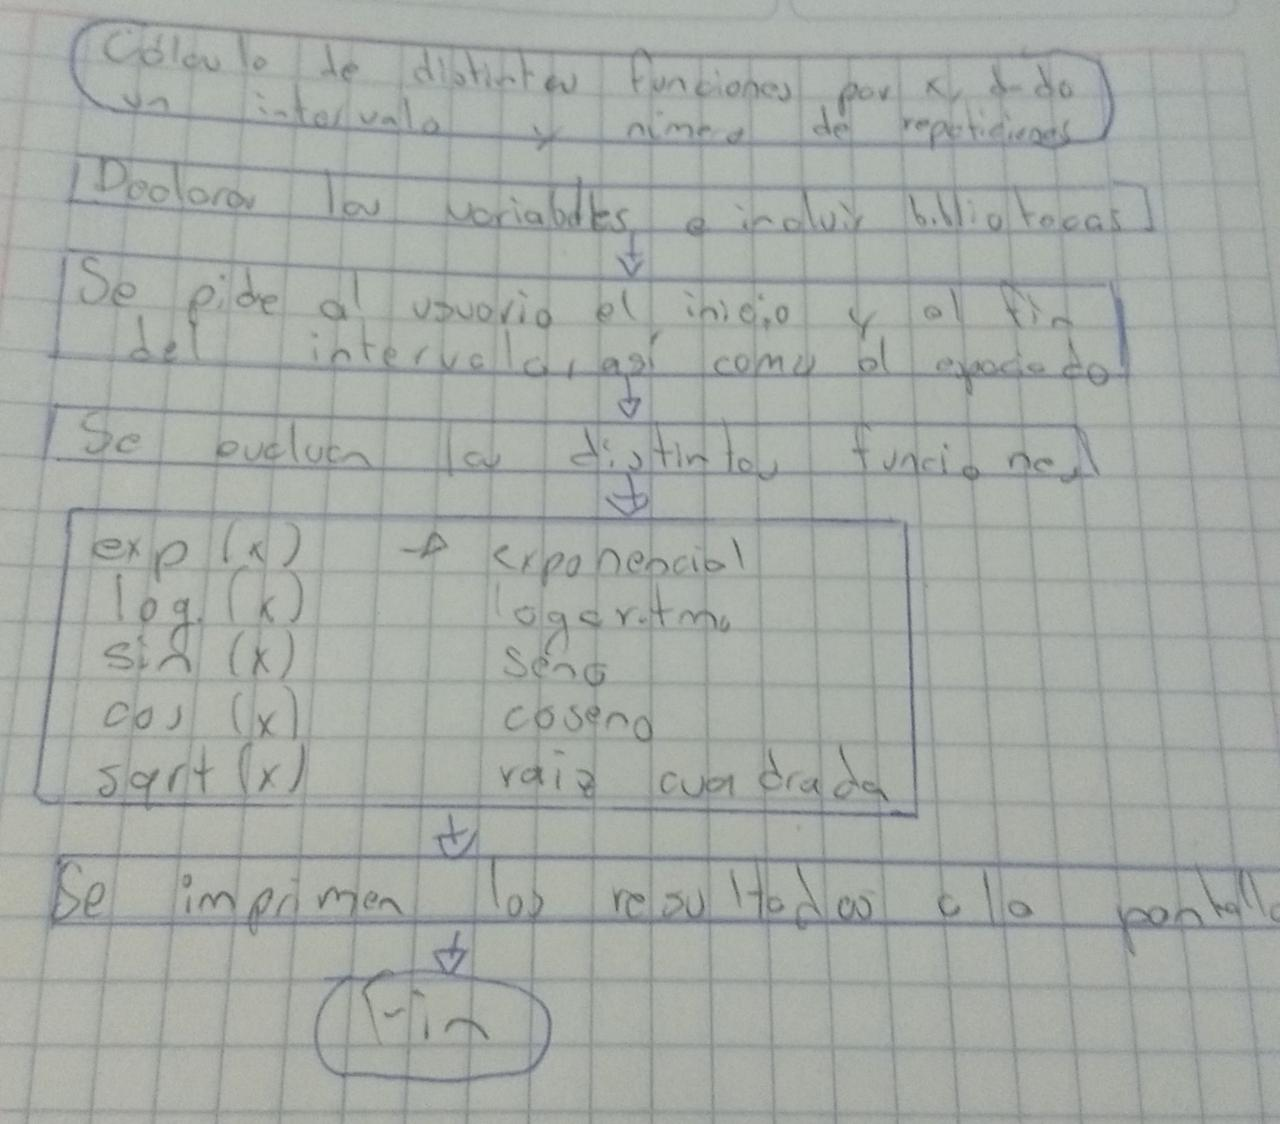 Cálculo de distintas funciones por x, dado
un intervalo y número de repeticiones
Declarar las variables e incluir bibliotecas
Se pide al usuario el inicio y el fin
del intervalo, así como el
Se evaluan las distintas funciones
exp (x) → exponencial
log (x) logaritmo
sin (x) seno
cos (x) coseno
sqrt (x) raiz cuadrada
Se imprimen los resultados a la pantalla
Fin